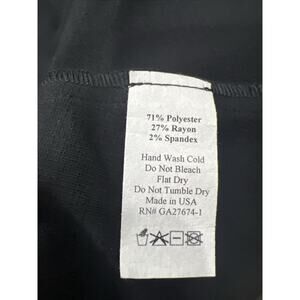 71% Polyester
27% Rayon
2% Spandex
Hand Wash Cold
Do Not Bleach
Flat Dry
Do Not Tumble Dry
Made in USA
RN# GA27674-1